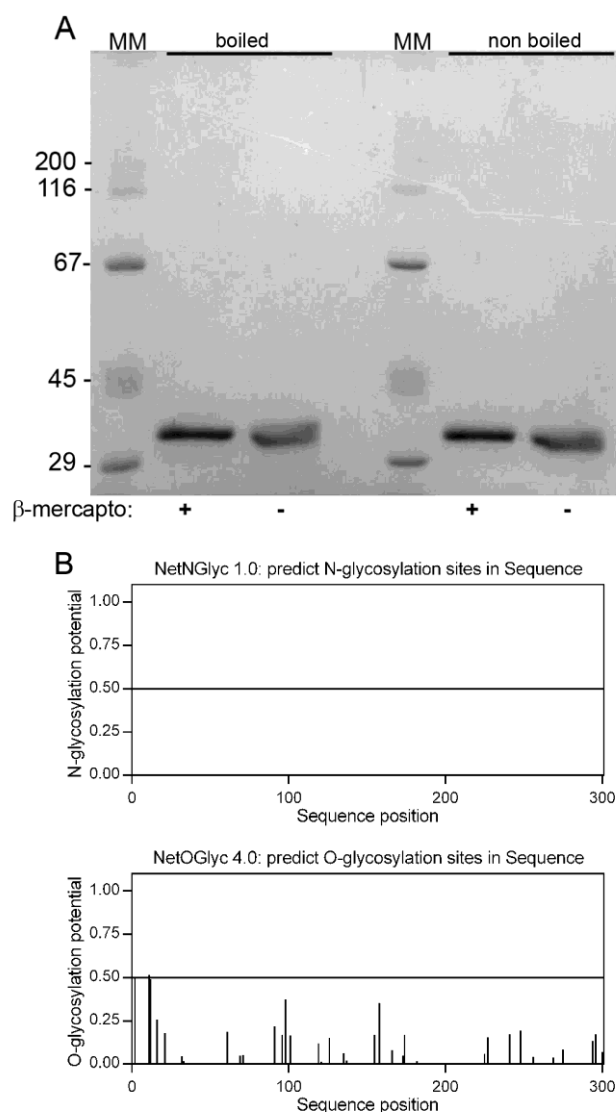 A
MM boiled MM non boiled
200 -
116 -
67-
45 -
29 -
β-mercapto: + - + -
B
NetNGlyc 1.0: predict N-glycosylation sites in Sequence
N-glycosylation potential
1.00
0.75
0.50
0.25
0.00
0 100 200 300
Sequence position
NetOGlyc 4.0: predict O-glycosylation sites in Sequence
O-glycosylation potential
1.00
0.75
0.50
0.25
0.00
0 100 200 300
Sequence position